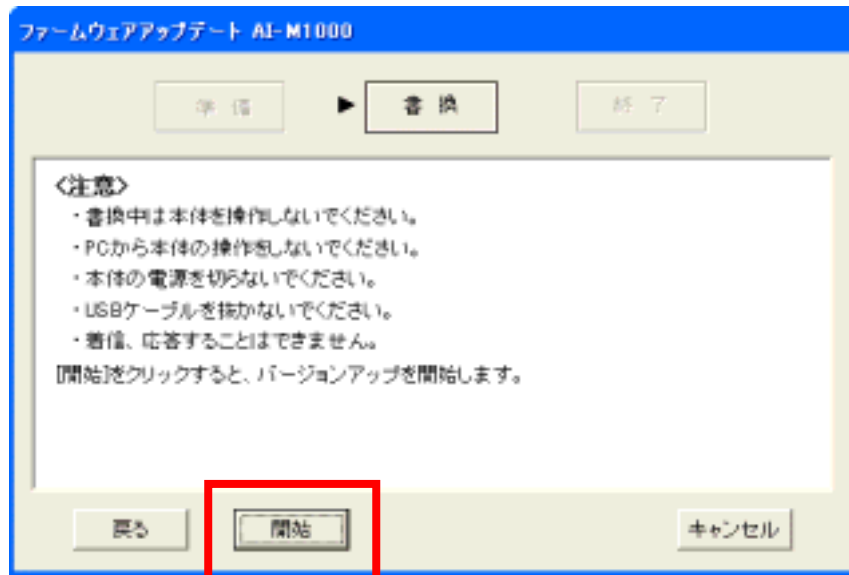 ファームウェアアップデート AI-M1000
準 備 ▶ 書 換 終 了
<注意>
・書換中は本体を操作しないでください。
・PCから本体の操作をしないでください。
・本体の電源を切らないでください。
・USBケーブルを抜かないでください。
・着信、応答することはできません。
[開始]をクリックすると、バージョンアップを開始します。
戻る 開始 キャンセル